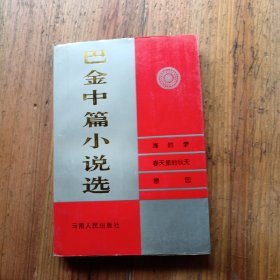 巴金中篇小说选
海的梦
春天里的秋天
憩园
云南人民出版社